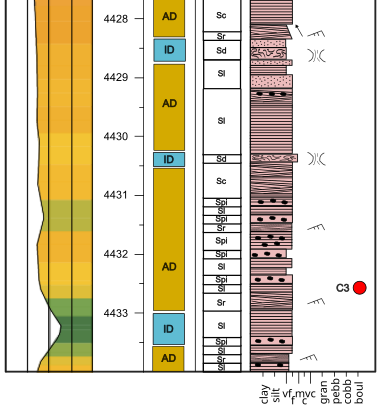 4428
4429
4430
4431
4432
4433
AD
ID
AD
ID
AD
ID
AD
Sc
Sr
Sd
Sl
Sl
Sd
Sc
Spl
Sl
Spl
Sr
Spl
Spl
Sl
Spl
Sl
Sr
Sl
Spl
Sl
Sr
Sl
C3
clay
silt
vf
f
m
c
vc
gran
pebb
cobb
boul